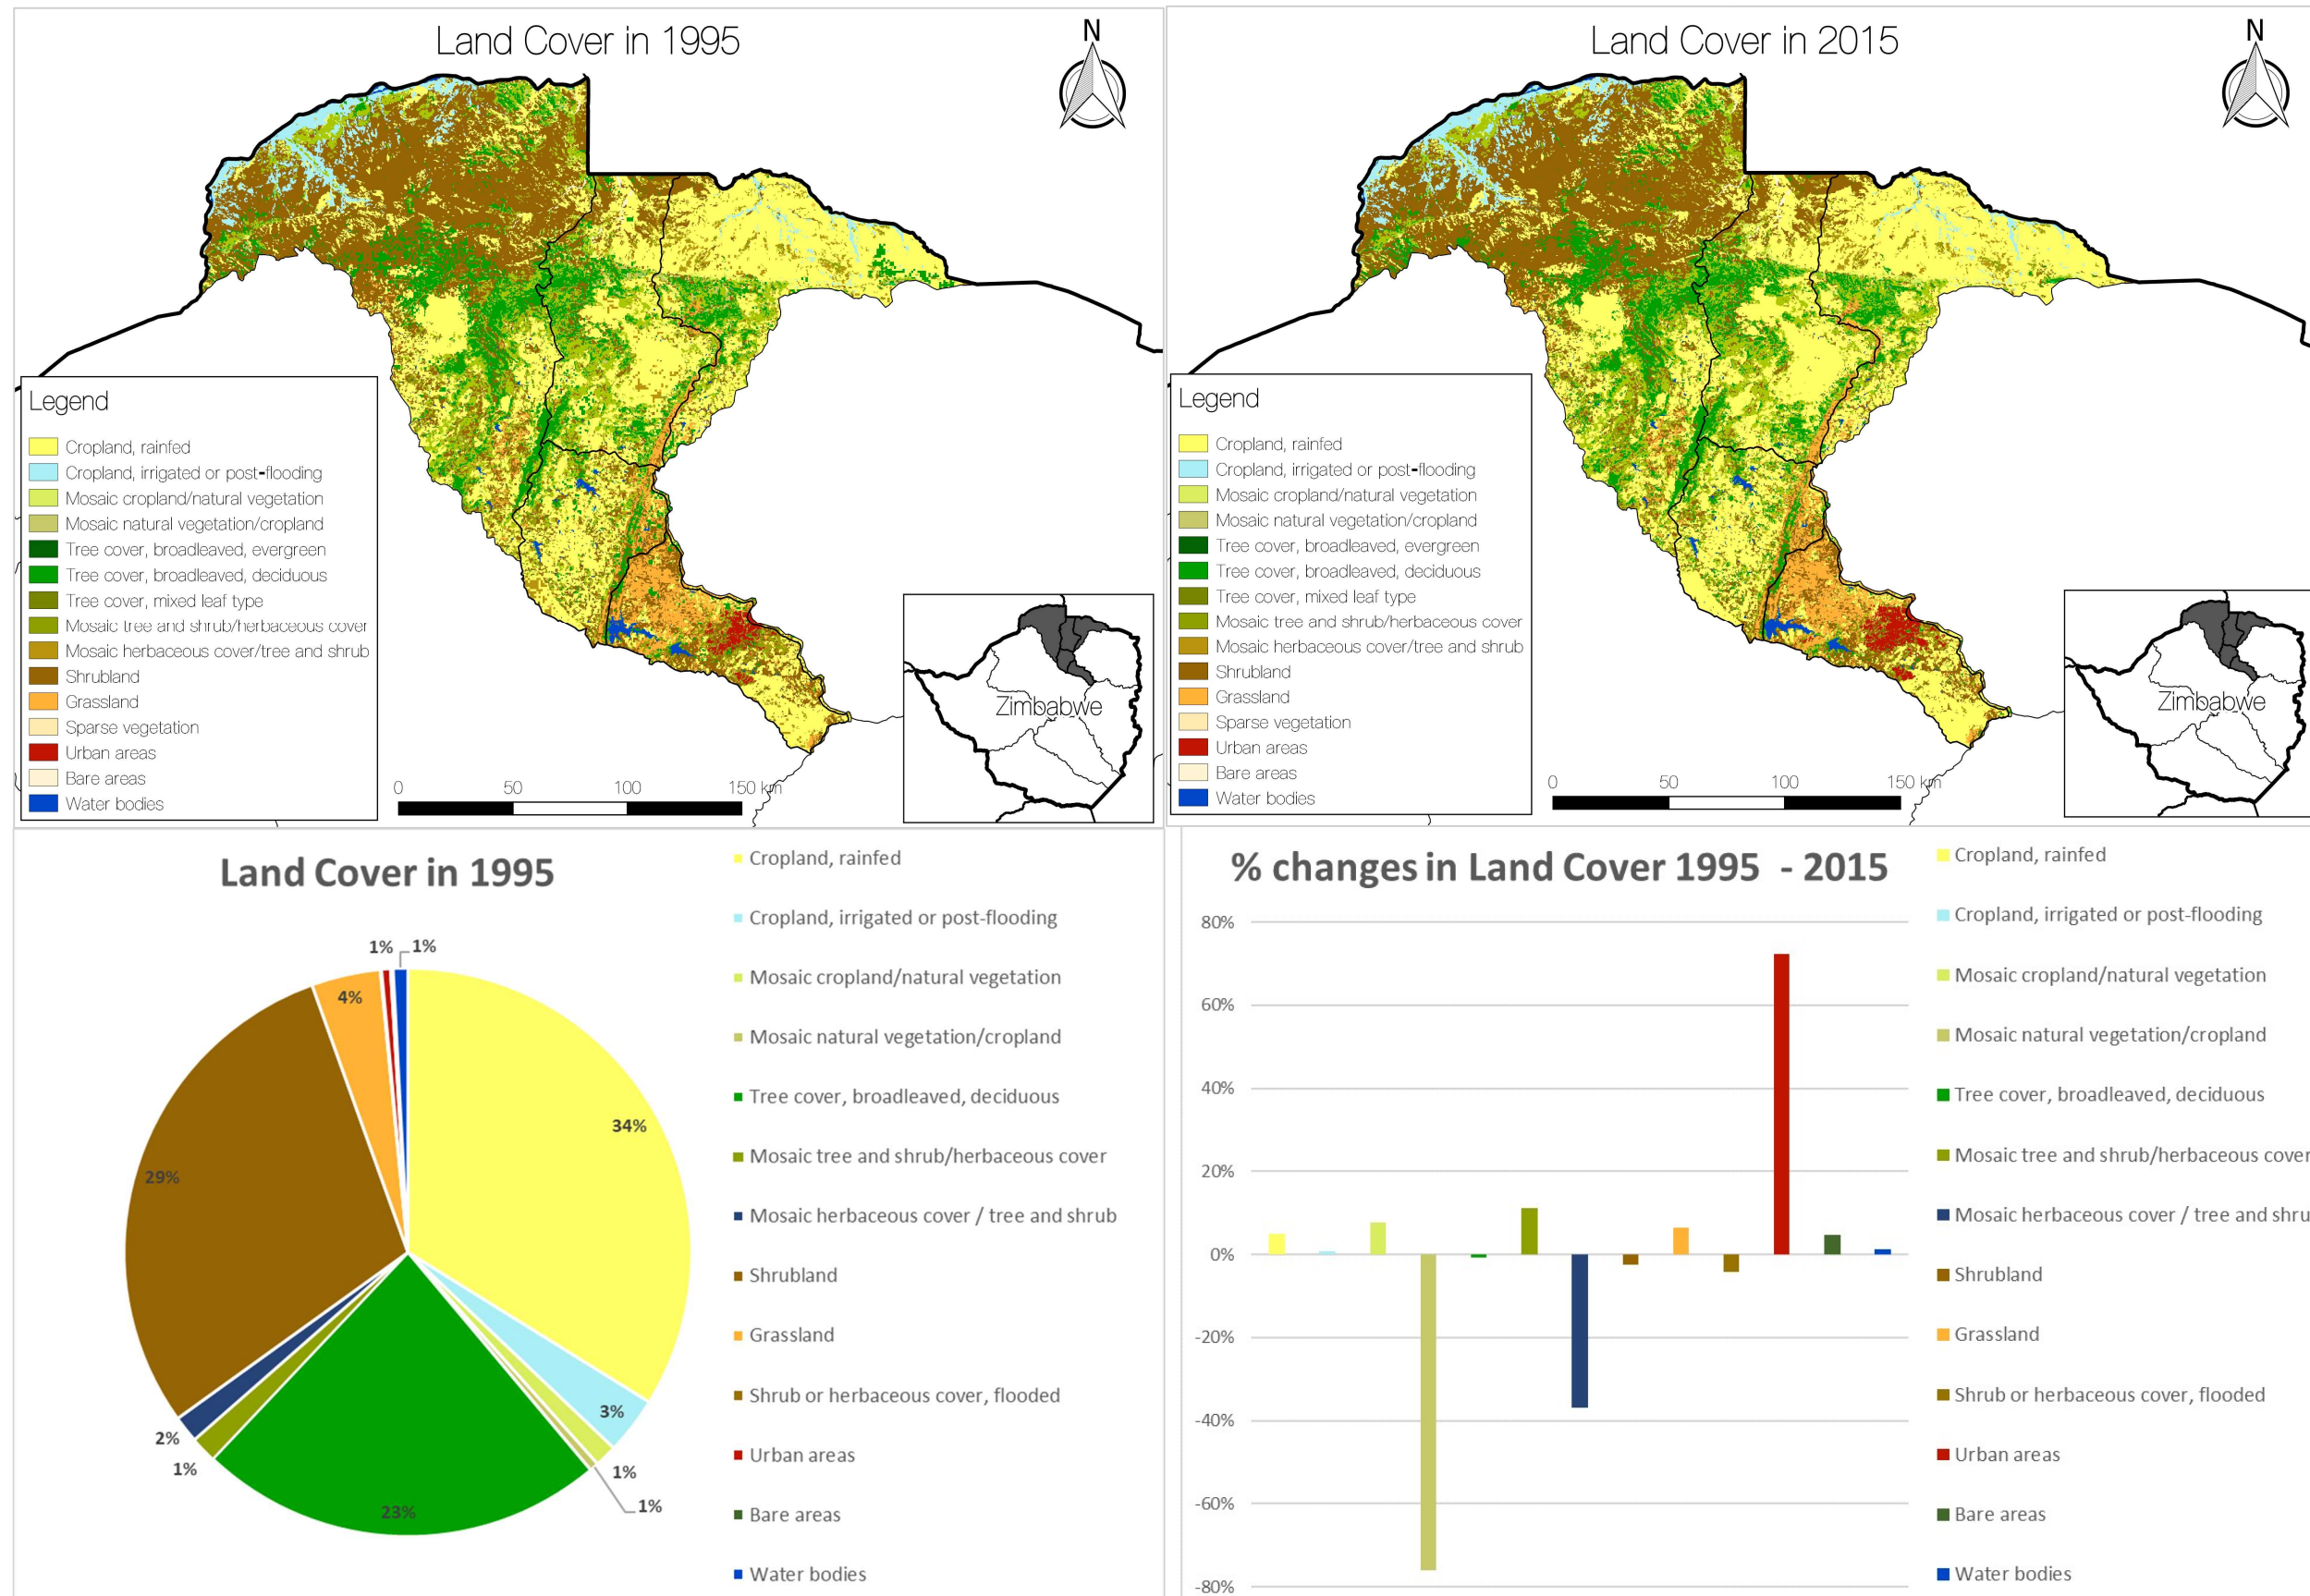 Land Cover in 1995
N
Legend
Cropland, rainfed
Cropland, irrigated or post-flooding
Mosaic cropland/natural vegetation
Mosaic natural vegetation/cropland
Tree cover, broadleaved, evergreen
Tree cover, broadleaved, deciduous
Tree cover, mixed leaf type
Mosaic tree and shrub/herbaceous cover
Mosaic herbaceous cover/tree and shrub
Shrubland
Grassland
Sparse vegetation
Urban areas
Bare areas
Water bodies
0 50 100 150 km
Zimbabwe
Land Cover in 2015
N
Legend
Cropland, rainfed
Cropland, irrigated or post-flooding
Mosaic cropland/natural vegetation
Mosaic natural vegetation/cropland
Tree cover, broadleaved, evergreen
Tree cover, broadleaved, deciduous
Tree cover, mixed leaf type
Mosaic tree and shrub/herbaceous cover
Mosaic herbaceous cover/tree and shrub
Shrubland
Grassland
Sparse vegetation
Urban areas
Bare areas
Water bodies
0 50 100 150 km
Zimbabwe
Land Cover in 1995
1% 1%
4%
34%
29%
3%
2%
1%
1%
1%
23%
Cropland, rainfed
Cropland, irrigated or post-flooding
Mosaic cropland/natural vegetation
Mosaic natural vegetation/cropland
Tree cover, broadleaved, deciduous
Mosaic tree and shrub/herbaceous cover
Mosaic herbaceous cover / tree and shrub
Shrubland
Grassland
Shrub or herbaceous cover, flooded
Urban areas
Bare areas
Water bodies
% changes in Land Cover 1995 - 2015
80%
60%
40%
20%
0%
-20%
-40%
-60%
-80%
Cropland, rainfed
Cropland, irrigated or post-flooding
Mosaic cropland/natural vegetation
Mosaic natural vegetation/cropland
Tree cover, broadleaved, deciduous
Mosaic tree and shrub/herbaceous cover
Mosaic herbaceous cover / tree and shru
Shrubland
Grassland
Shrub or herbaceous cover, flooded
Urban areas
Bare areas
Water bodies